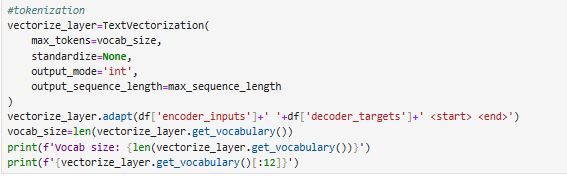 #tokenization
vectorize_layer=TextVectorization(
    max_tokens=vocab_size,
    standardize=None,
    output_mode='int',
    output_sequence_length=max_sequence_length
)
vectorize_layer.adapt(df['encoder_inputs']+' '+df['decoder_targets']+' <start> <end>')
vocab_size=len(vectorize_layer.get_vocabulary())
print(f'Vocab size: {len(vectorize_layer.get_vocabulary())}')
print(f'{vectorize_layer.get_vocabulary()[:12]}')